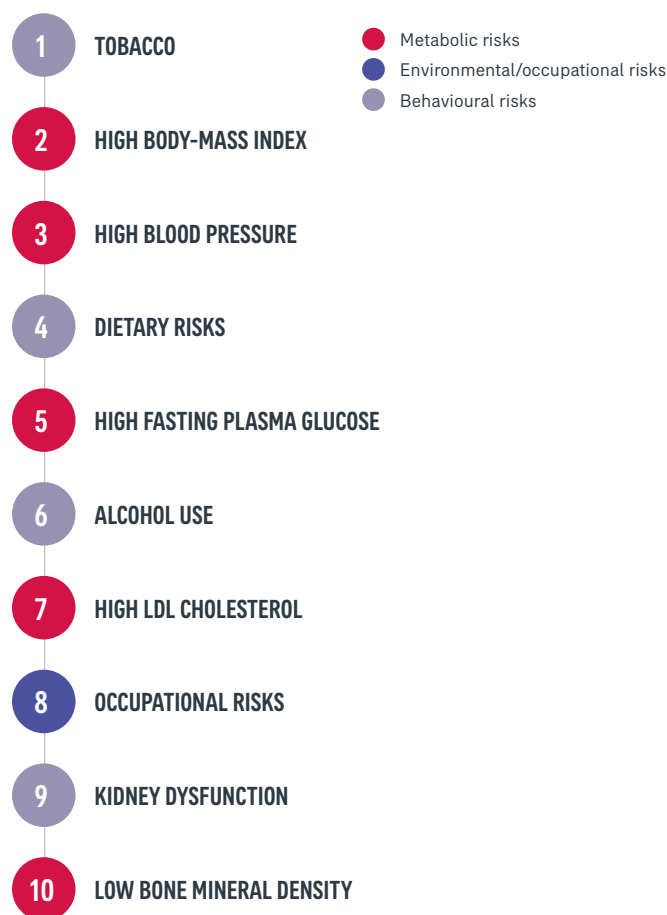 1 TOBACCO
Metabolic risks
Environmental/occupational risks
Behavioural risks
2 HIGH BODY-MASS INDEX
3 HIGH BLOOD PRESSURE
4 DIETARY RISKS
5 HIGH FASTING PLASMA GLUCOSE
6 ALCOHOL USE
7 HIGH LDL CHOLESTEROL
8 OCCUPATIONAL RISKS
9 KIDNEY DYSFUNCTION
10 LOW BONE MINERAL DENSITY